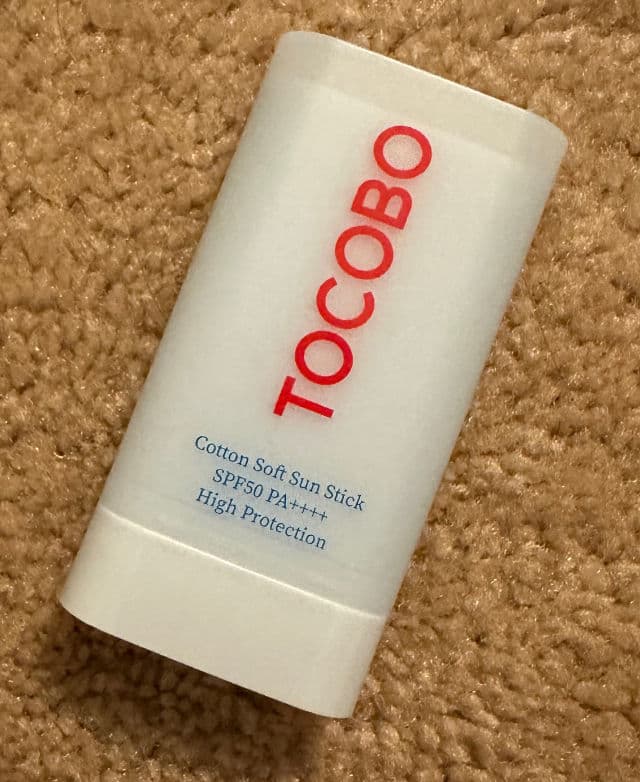 TOCOBO
Cotton Soft Sun Stick
SPF50 PA++++
High Protection